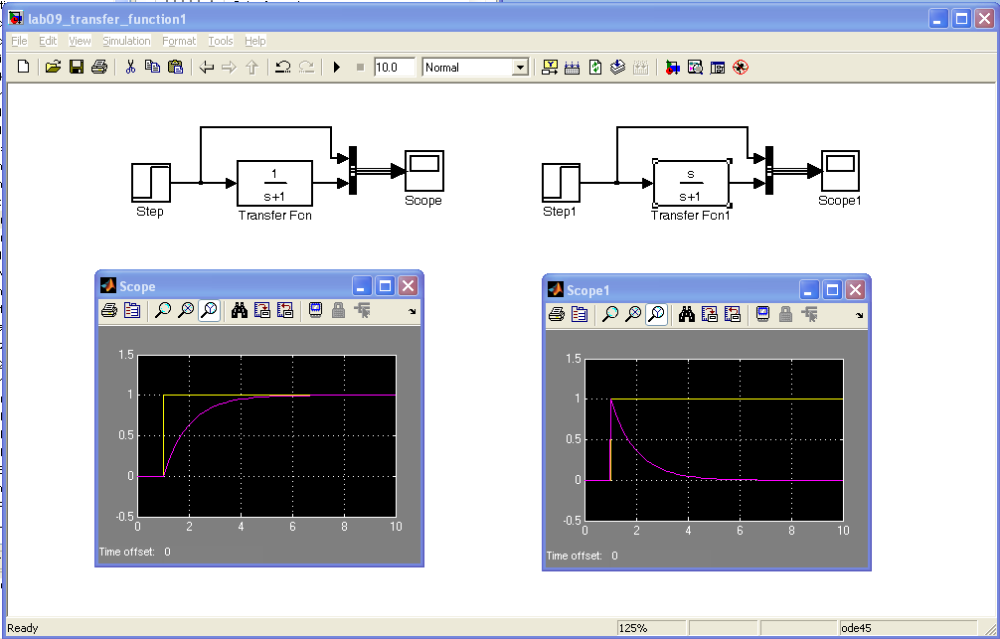 lab09_transfer_function1
File Edit View Simulation Format Tools Help
10.0 Normal
1
s+1
Step
Transfer Fcn
Scope
s
s+1
Step1
Transfer Fcn1
Scope1
Scope
1.5
1
0.5
0
-0.5
0 2 4 6 8 10
Time offset: 0
Scope1
1.5
1
0.5
0
-0.5
0 2 4 6 8 10
Time offset: 0
Ready 125% ode45